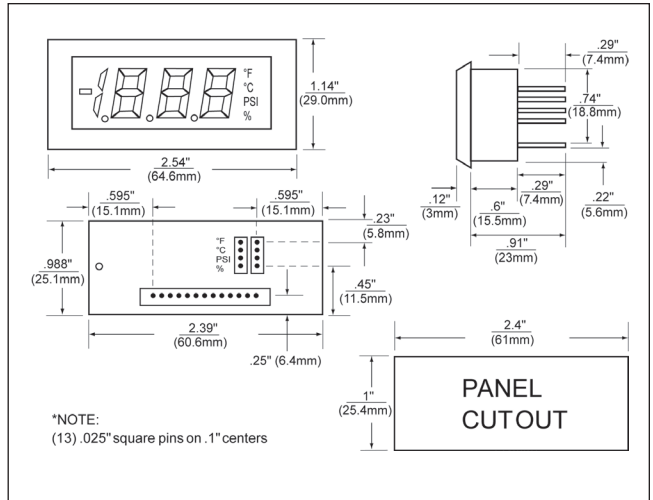 -1.8.8.8
°F
°C
PSI
%
1.14"
(29.0mm)
2.54"
(64.6mm)
.29"
(7.4mm)
.74"
(18.8mm)
.12"
(3mm)
.6"
(15.5mm)
.29"
(7.4mm)
.22"
(5.6mm)
.91"
(23mm)
.595"
(15.1mm)
.595"
(15.1mm)
.23"
(5.8mm)
.988"
(25.1mm)
°F
°C
PSI
%
.45"
(11.5mm)
2.39"
(60.6mm)
.25" (6.4mm)
2.4"
(61mm)
1"
(25.4mm)
PANEL
CUTOUT
*NOTE:
(13) .025" square pins on .1" centers